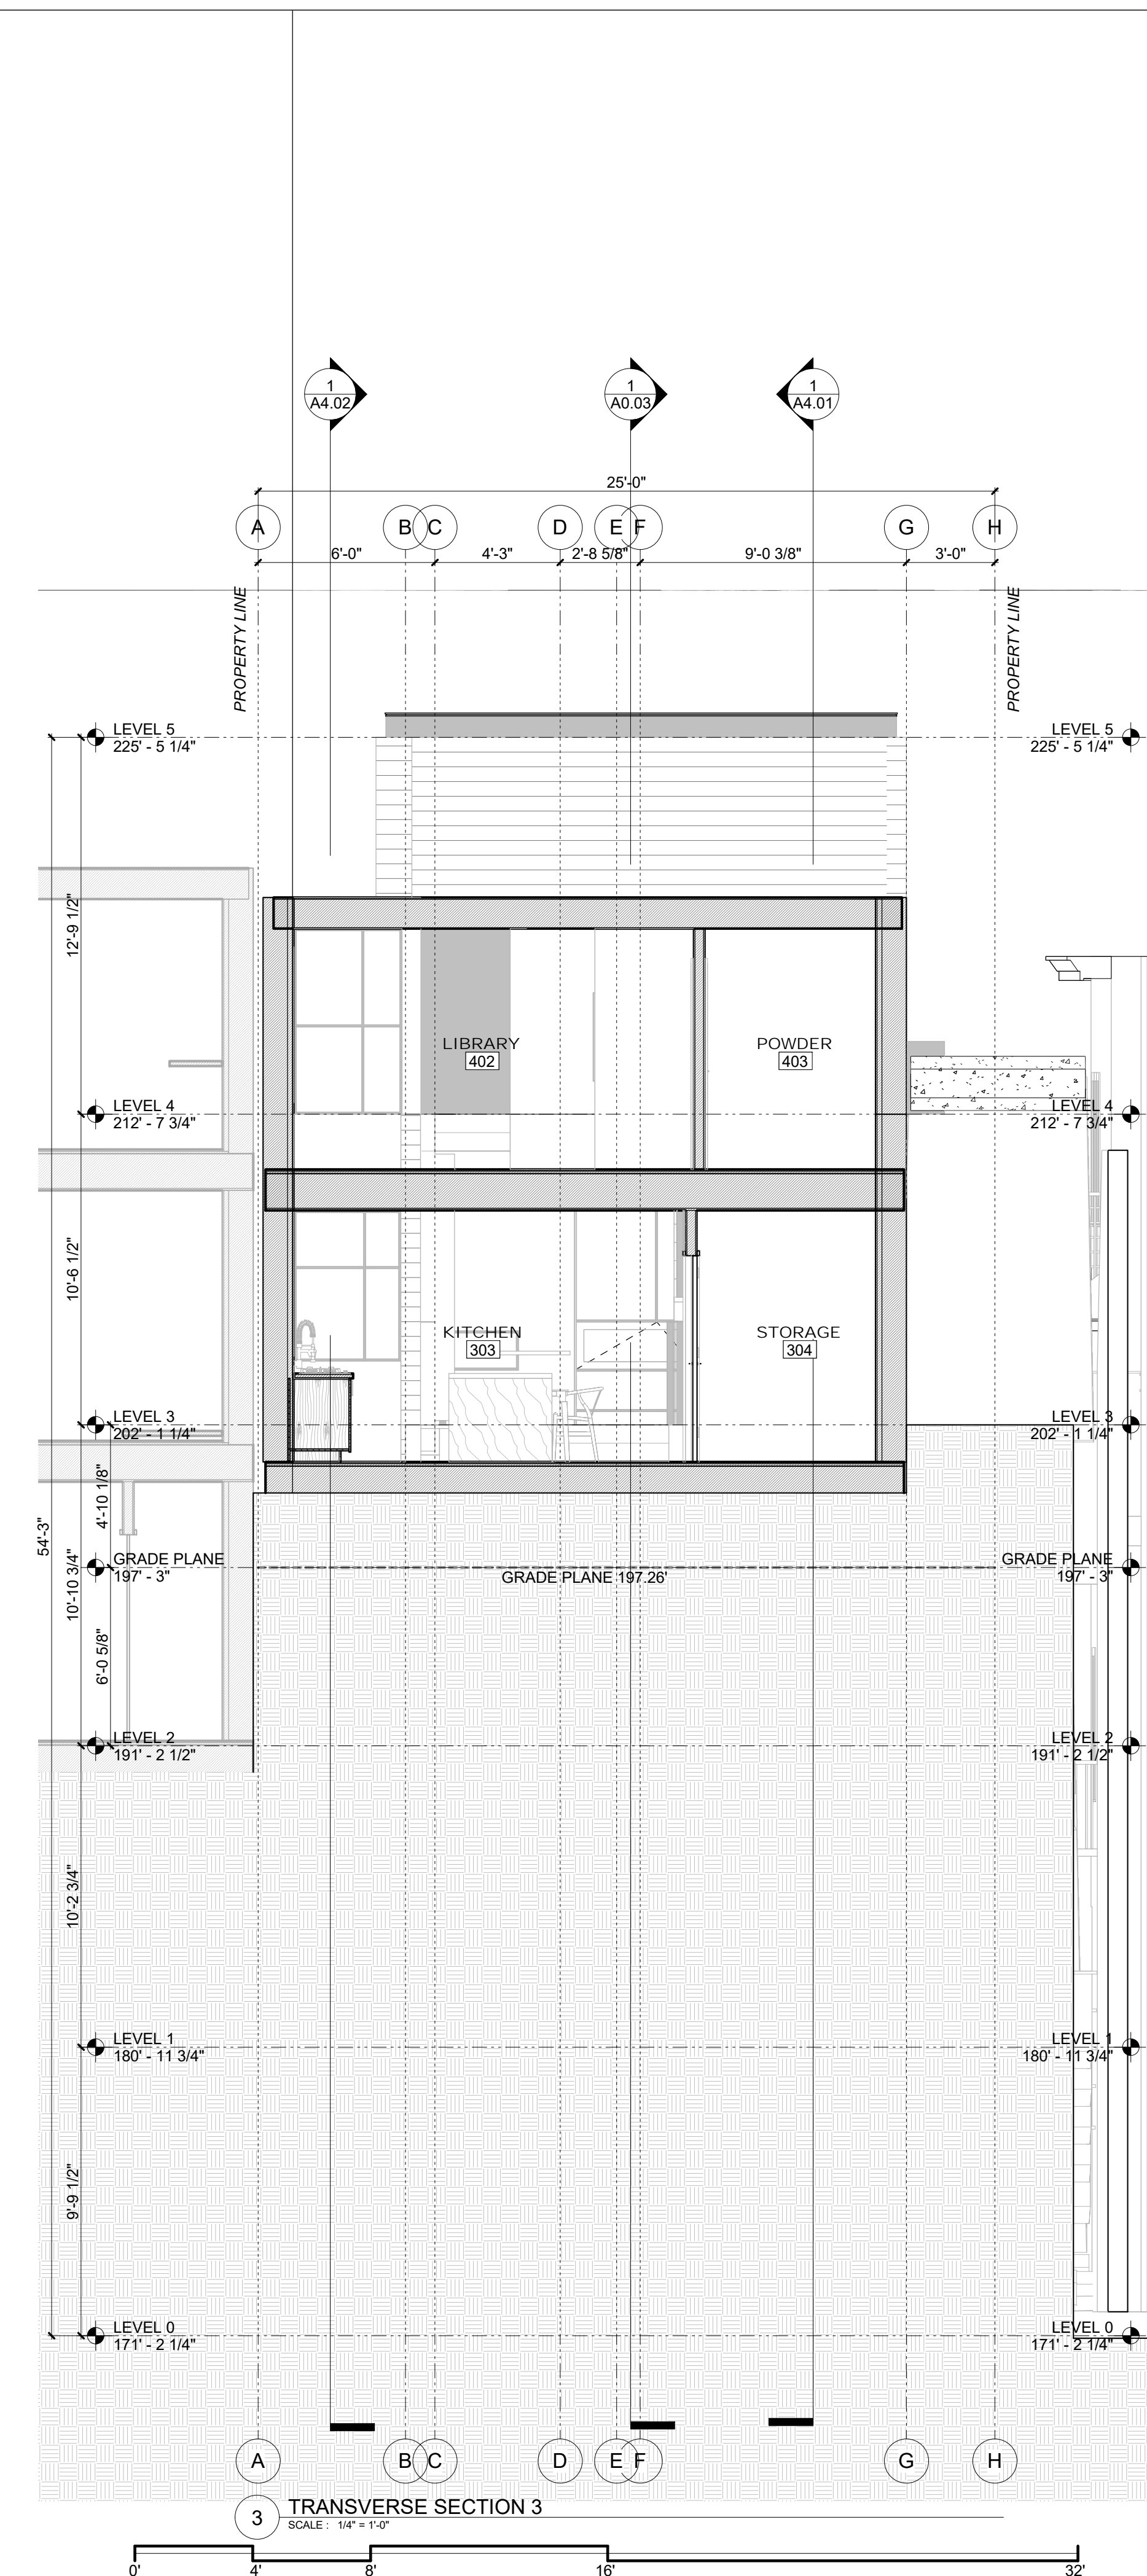 1
A4.02
1
A0.03
1
A4.01
25'-0"
A
B
C
D
E
F
G
H
6'-0"
4'-3"
2'-8 5/8"
9'-0 3/8"
3'-0"
PROPERTY LINE
PROPERTY LINE
LEVEL 5
225' - 5 1/4"
LEVEL 5
225' - 5 1/4"
12'-9 1/2"
LIBRARY
402
POWDER
403
LEVEL 4
212' - 7 3/4"
LEVEL 4
212' - 7 3/4"
10'-6 1/2"
KITCHEN
303
STORAGE
304
LEVEL 3
202' - 1 1/4"
LEVEL 3
202' - 1 1/4"
4'-10 1/8"
54'-3"
10'-10 3/4"
GRADE PLANE
197' - 3"
GRADE PLANE 197.26'
GRADE PLANE
197' - 3"
6'-0 5/8"
LEVEL 2
191' - 2 1/2"
LEVEL 2
191' - 2 1/2"
10'-2 3/4"
LEVEL 1
180' - 11 3/4"
LEVEL 1
180' - 11 3/4"
9'-9 1/2"
LEVEL 0
171' - 2 1/4"
LEVEL 0
171' - 2 1/4"
A
B
C
D
E
F
G
H
3
TRANSVERSE SECTION 3
SCALE : 1/4" = 1'-0"
0'
4'
8'
16'
32'